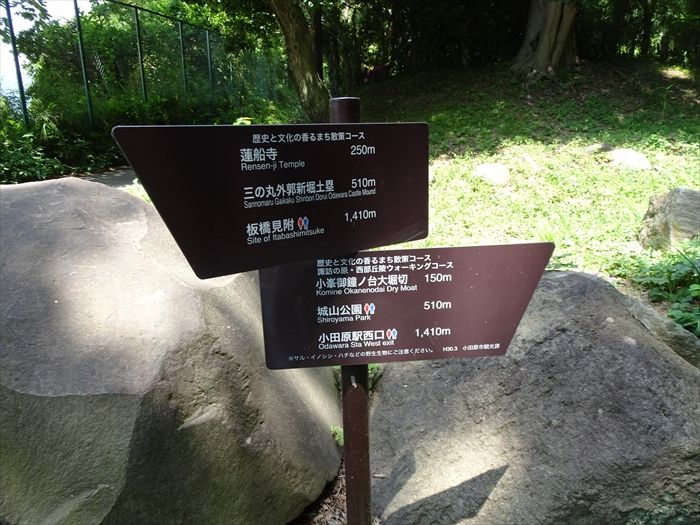 歴史と文化の香るまち散策コース
蓮船寺 250m
Rensen-ji Temple
三の丸外郭新堀土塁 510m
Sannomaru Gaikaku Shinbori Dorui Odawara Castle Mound
板橋見附 1,410m
Site of Itabashimitsuke
歴史と文化の香るまち散策コース
諏訪の原・西部丘陵ウォーキングコース
小峯御鐘ノ台大堀切 150m
Komine Okanenodai Dry Moat
城山公園 510m
Shiroyama Park
小田原駅西口 1,410m
Odawara Sta West exit
※サル・イノシシ・ハチなどの野生生物にご注意ください。 H30.3 小田原市観光課